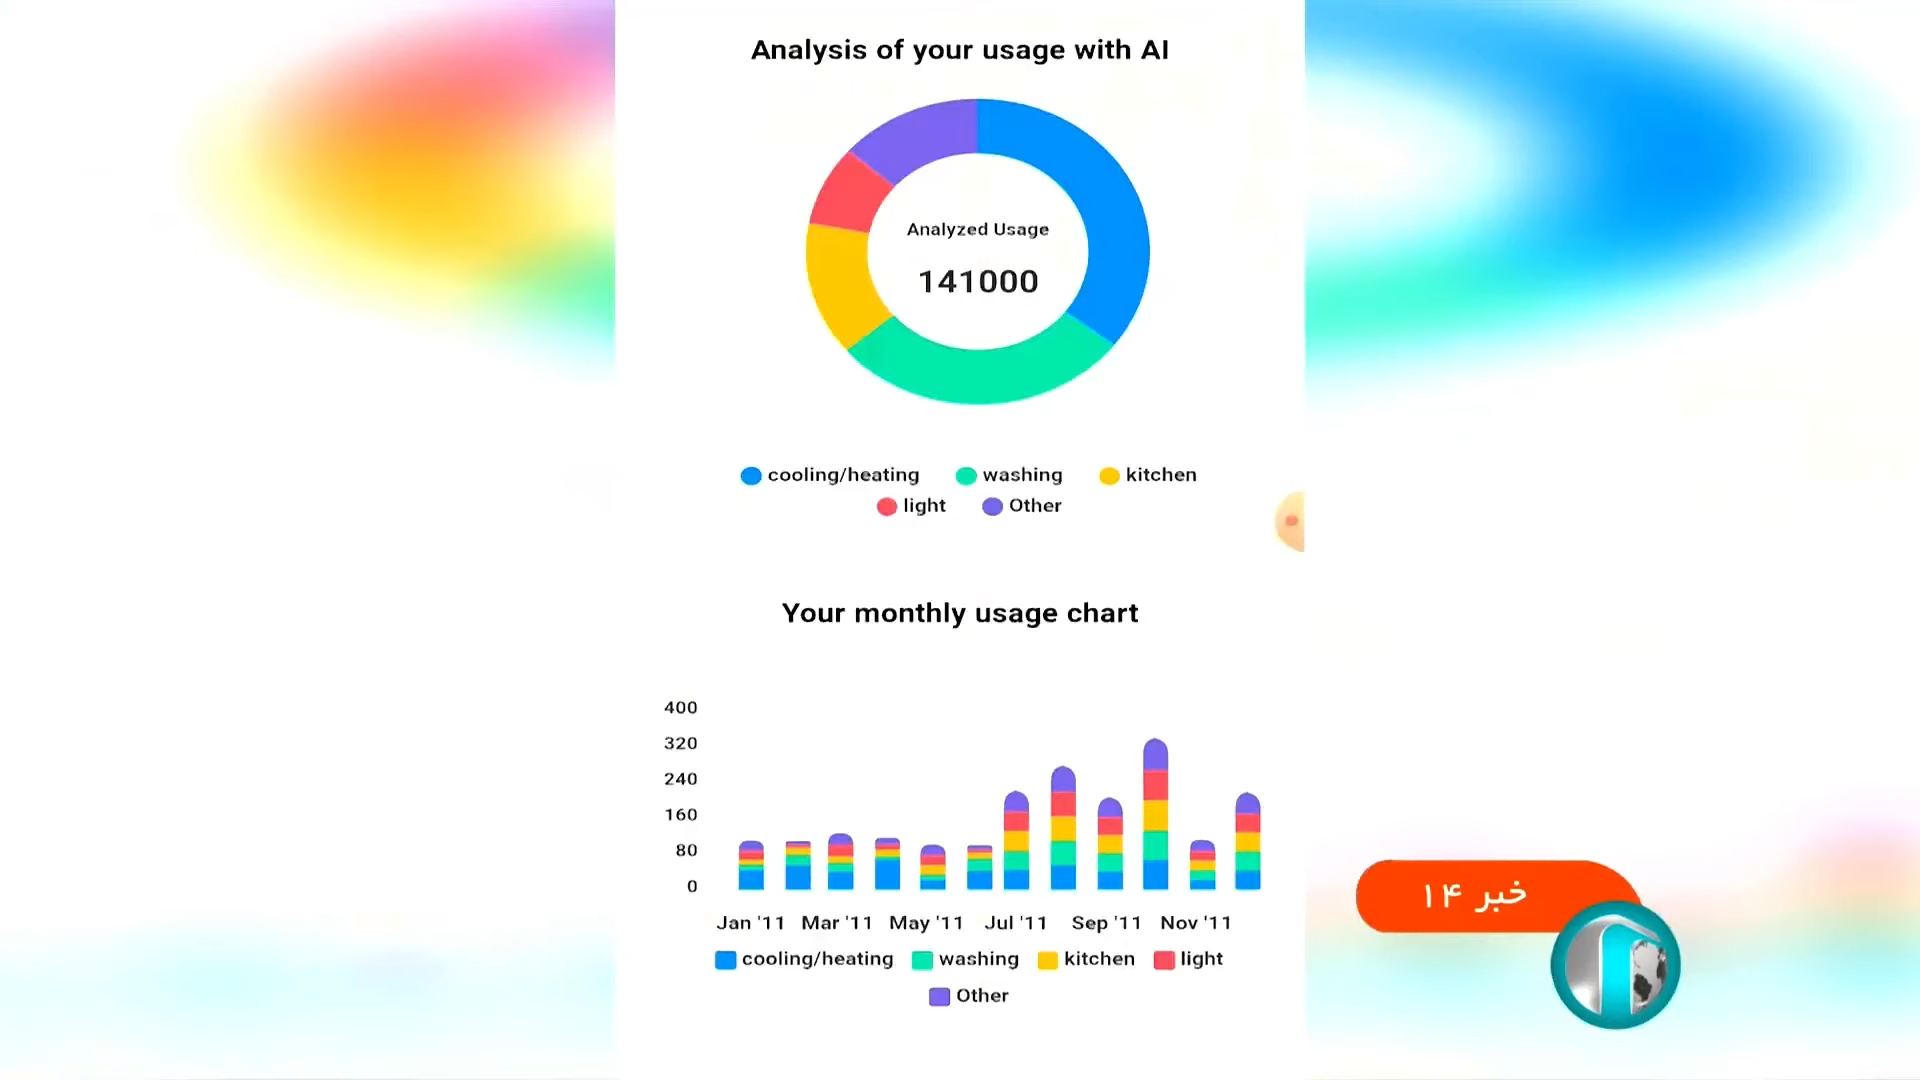 Analysis of your usage with AI
Analyzed Usage
141000
cooling/heating washing kitchen
light Other
Your monthly usage chart
400
320
240
160
80
0
Jan '11 Mar '11 May '11 Jul '11 Sep '11 Nov '11
cooling/heating washing kitchen light
Other
خبر ۱۴